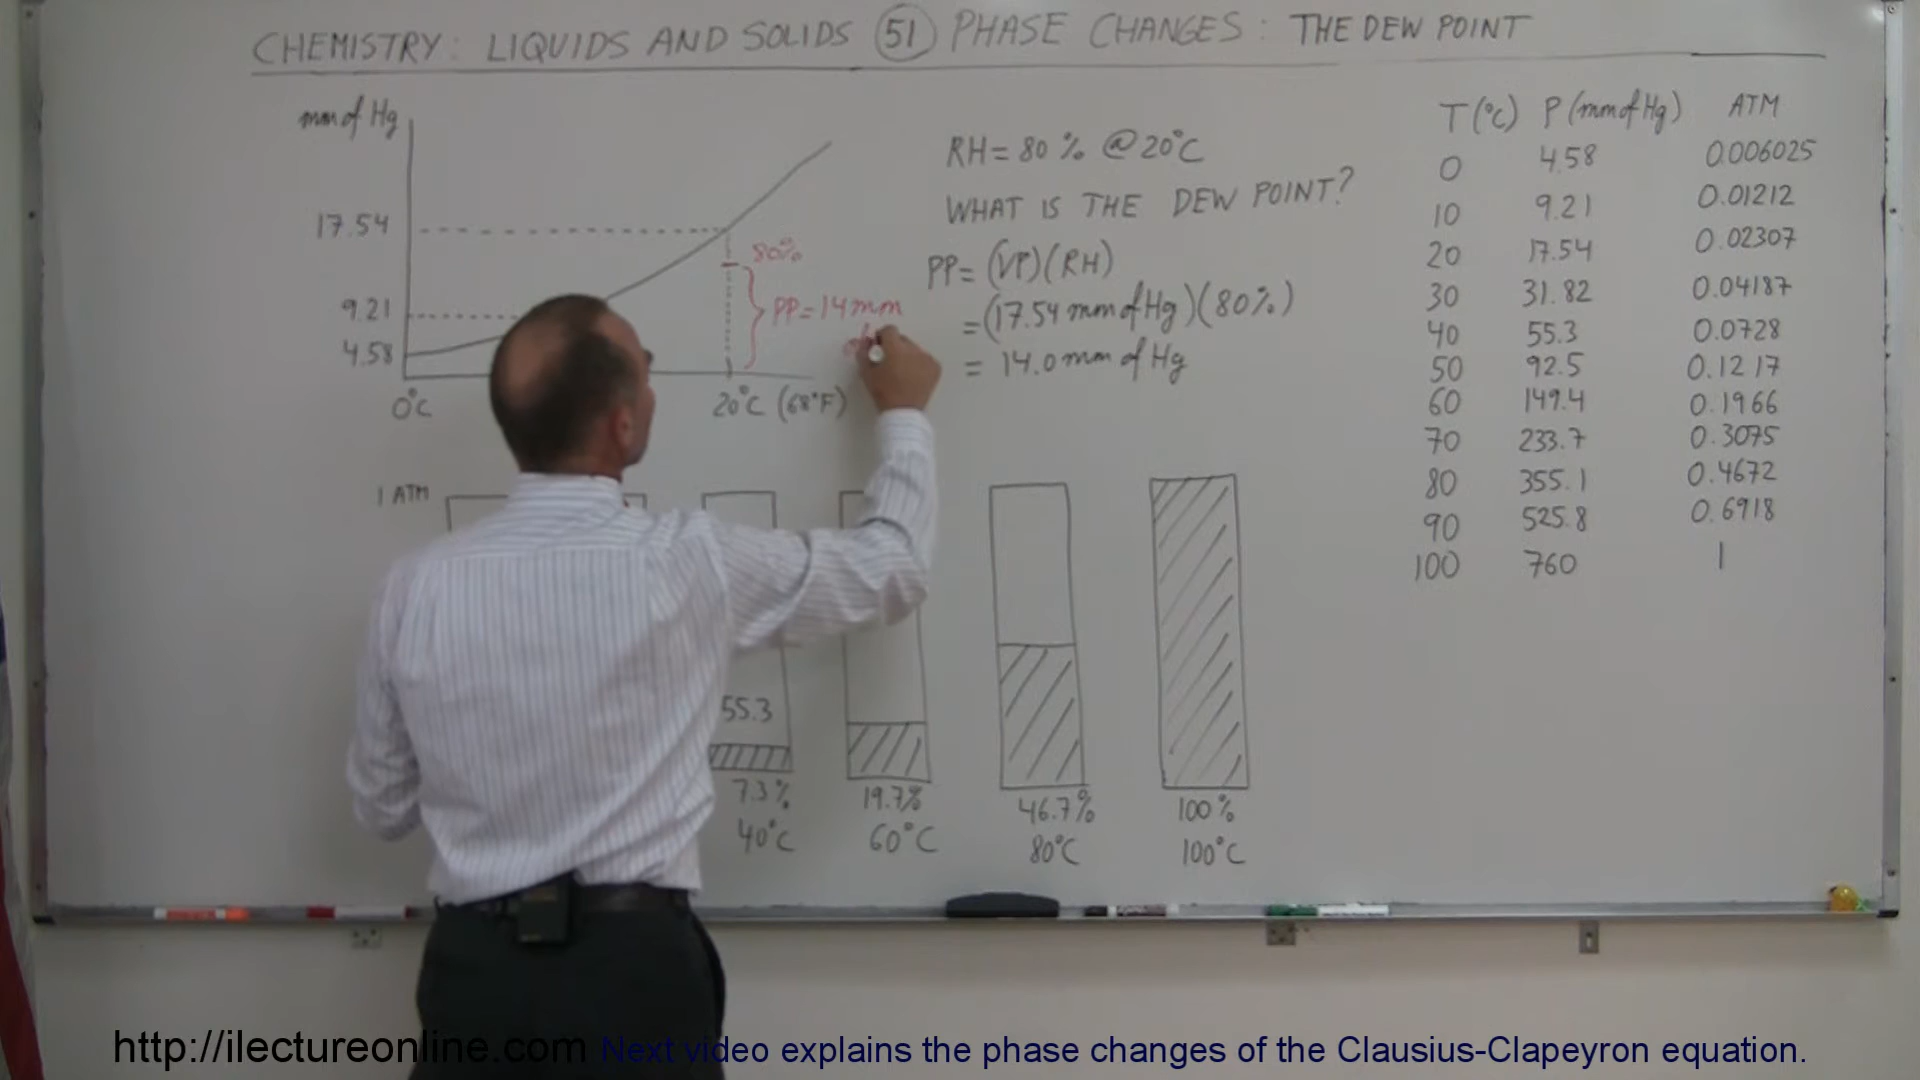 CHEMISTRY: LIQUIDS AND SOLIDS 51 PHASE CHANGES: THE DEW POINT
mm of Hg
17.54
9.21
4.58
0°C
20°C (68°F)
80%
PP = 14 mm
RH = 80 % @ 20°C
WHAT IS THE DEW POINT?
PP = (VP)(RH)
= (17.54 mm of Hg)(80%)
= 14.0 mm of Hg
T (°C) P (mm of Hg) ATM
0 4.58 0.006025
10 9.21 0.01212
20 17.54 0.02307
30 31.82 0.04187
40 55.3 0.0728
50 92.5 0.1217
60 149.4 0.1966
70 233.7 0.3075
80 355.1 0.4672
90 525.8 0.6918
100 760 1
1 ATM
55.3
7.3% 19.7% 46.7% 100%
40°C 60°C 80°C 100°C
http://ilectureonline.com Next video explains the phase changes of the Clausius-Clapeyron equation.